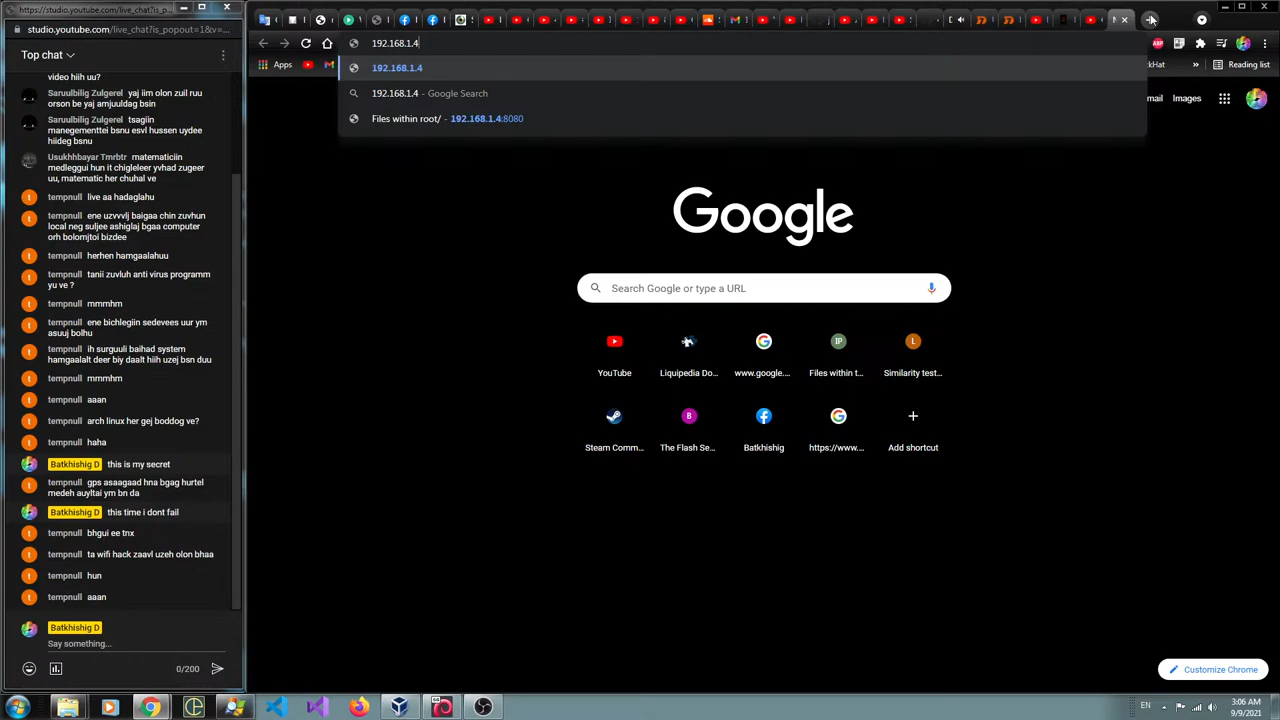 https://studio.youtube.com/live_chat?is_p...
studio.youtube.com/live_chat?is_popout=1&v=...
Top chat
video hiih uu?
Saruulbilig Zulgerel yaj iim olon zuil ruu
orson be yaj amjuuldag bsin
Saruulbilig Zulgerel tsagiin
manegementtei bsnu esvl hussen uydee
hiideg bsnu
Usukhhbayar Tmrbtr matematiciin
medleggui hun it chigleleer yvhad zugeer
uu, matematic her chuhal ve
tempnull live aa hadaglahu
tempnull ene uzvvvlj baigaa chin zuvhun
local neg suljee ashiglaj bgaa computer
orh bolomjtoi bizdee
tempnull herhen hamgaalahuu
tempnull tanii zuvluh anti virus programm
yu ve ?
tempnull mmmhm
tempnull ene bichlegiin sedevees uur ym
asuuj bolhu
tempnull ih surguuli baihad system
hamgaalalt deer biy daalt hiih uzej bsn duu
tempnull mmmhm
tempnull aaan
tempnull arch linux her gej boddog ve?
tempnull haha
Batkhishig D this is my secret
tempnull gps asaagaad hna bgag hurtel
medeh auyltai ym bn da
Batkhishig D this time i dont fail
tempnull bhgui ee tnx
tempnull ta wifi hack zaavl uzeh olon bhaa
tempnull hun
tempnull aaan
Batkhishig D
Say something...
0/200
192.168.1.4
192.168.1.4
192.168.1.4 - Google Search
Files within root/ - 192.168.1.4:8080
Apps
Hat
»
Reading list
mail Images
Google
Search Google or type a URL
YouTube
Liquipedia Do...
www.google....
IP
Files within t...
L
Similarity test...
Steam Comm...
B
The Flash Se...
Batkhishig
https://www....
Add shortcut
Customize Chrome
EN
3:06 AM
9/9/2021